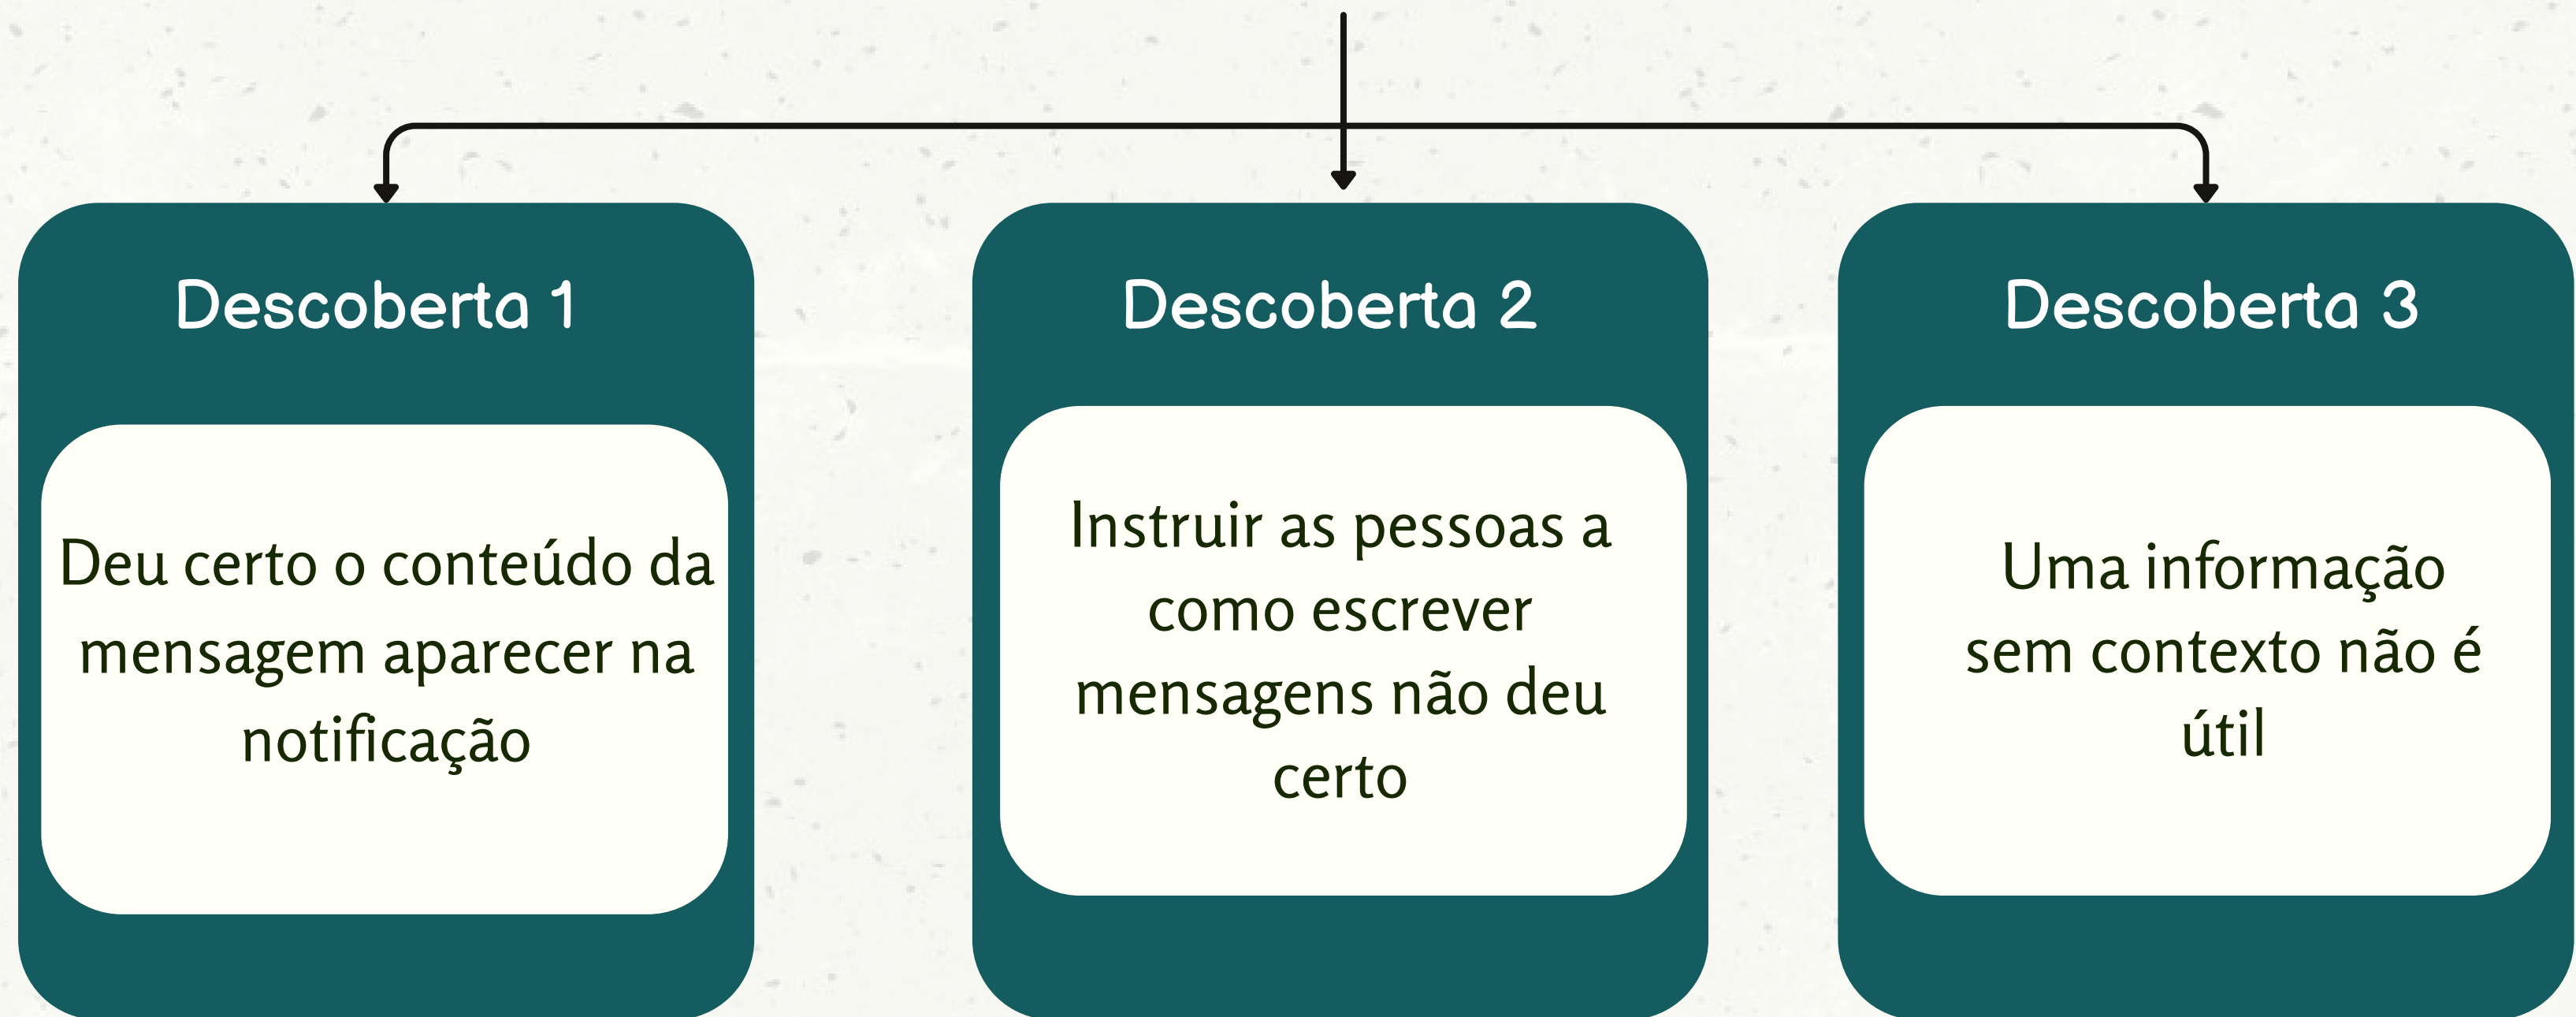 Descoberta 1
Deu certo o conteúdo da
mensagem aparecer na
notificação
Descoberta 2
Instruir as pessoas a
como escrever
mensagens não deu
certo
Descoberta 3
Uma informação
sem contexto não é
útil